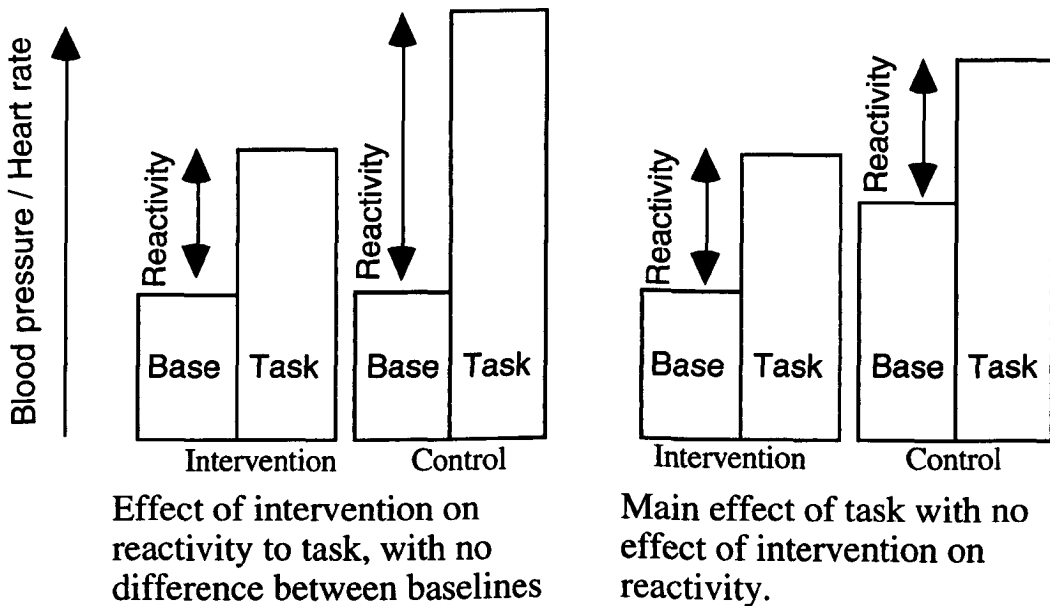 Blood pressure / Heart rate
Reactivity
Base
Task
Reactivity
Base
Task
Intervention
Control
Effect of intervention on
reactivity to task, with no
difference between baselines
Reactivity
Base
Task
Reactivity
Base
Task
Intervention
Control
Main effect of task with no
effect of intervention on
reactivity.